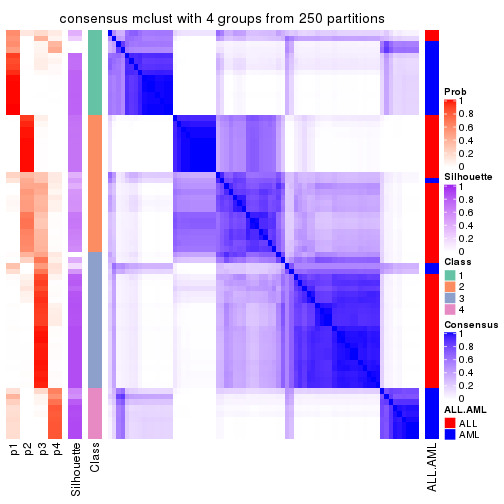 consensus mclust with 4 groups from 250 partitions
Prob
1
0.8
0.6
0.4
0.2
0
Silhouette
1
0.8
0.6
0.4
0.2
0
Class
1
2
3
4
Consensus
1
0.8
0.6
0.4
0.2
0
ALL.AML
ALL
AML
p1
p2
p3
p4
Silhouette
Class
ALL.AML